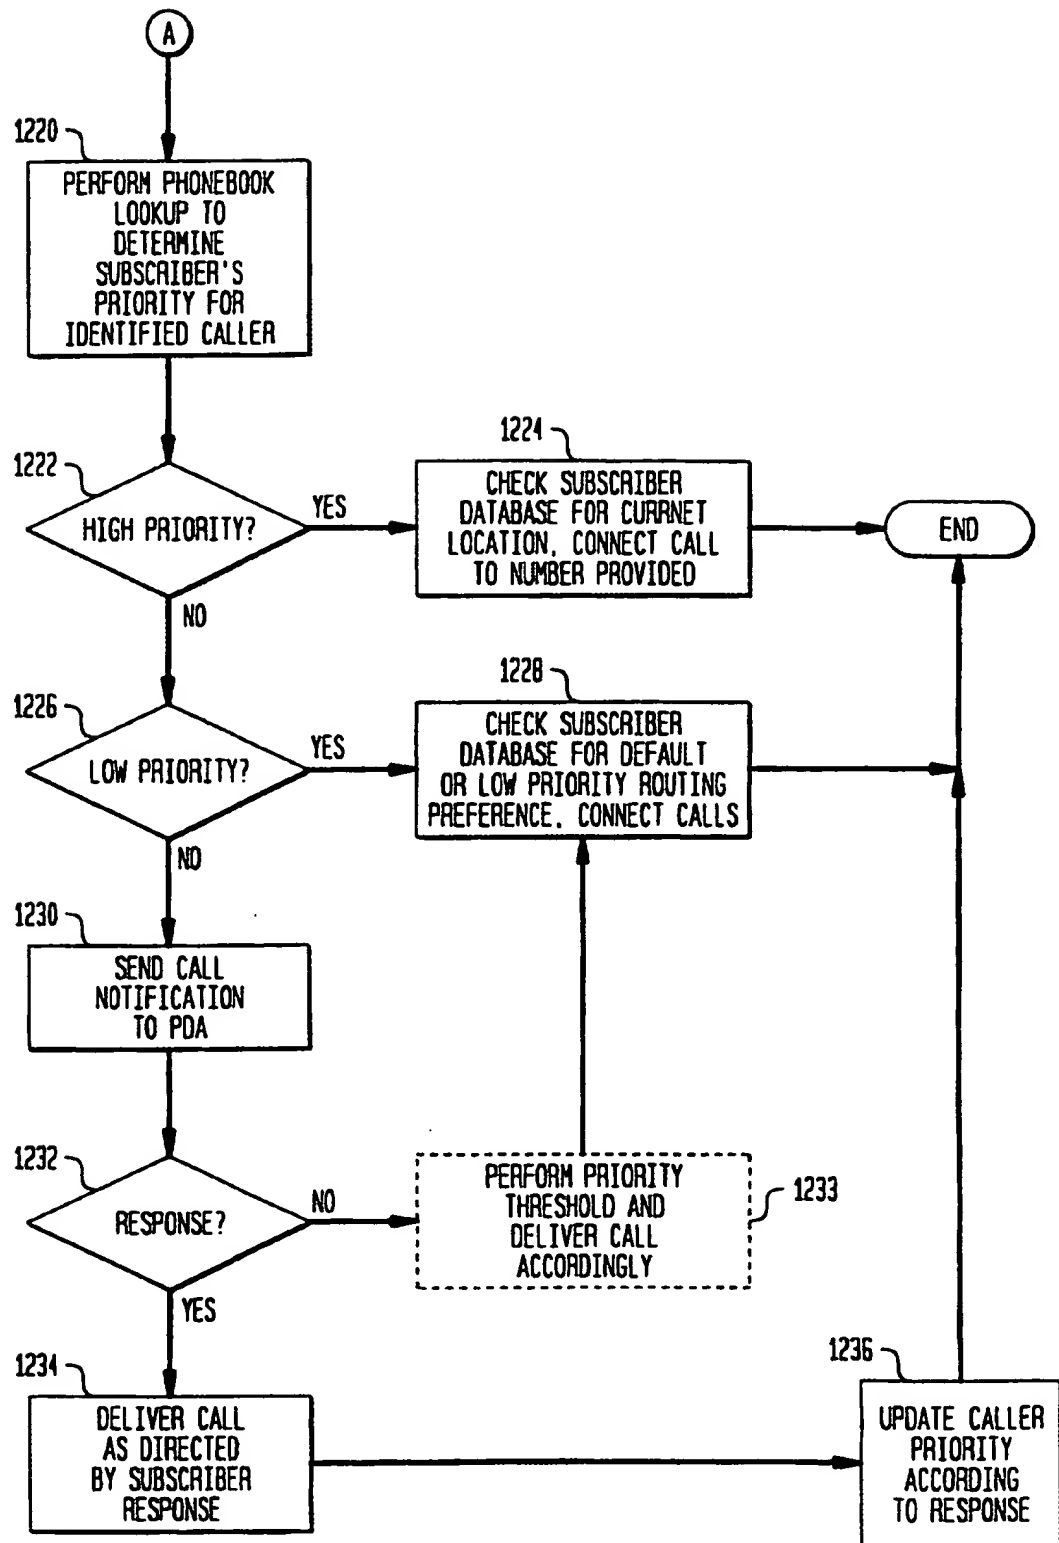 A
1220
PERFORM PHONEBOOK
LOOKUP TO
DETERMINE
SUBSCRIBER'S
PRIORITY FOR
IDENTIFIED CALLER
1222
HIGH PRIORITY?
YES
NO
1224
CHECK SUBSCRIBER
DATABASE FOR CURRNET
LOCATION, CONNECT CALL
TO NUMBER PROVIDED
END
1226
LOW PRIORITY?
YES
NO
1228
CHECK SUBSCRIBER
DATABASE FOR DEFAULT
OR LOW PRIORITY ROUTING
PREFERENCE. CONNECT CALLS
1230
SEND CALL
NOTIFICATION
TO PDA
1232
RESPONSE?
NO
YES
PERFORM PRIORITY
THRESHOLD AND
DELIVER CALL
ACCORDINGLY
1233
1234
DELIVER CALL
AS DIRECTED
BY SUBSCRIBER
RESPONSE
1236
UPDATE CALLER
PRIORITY
ACCORDING
TO RESPONSE